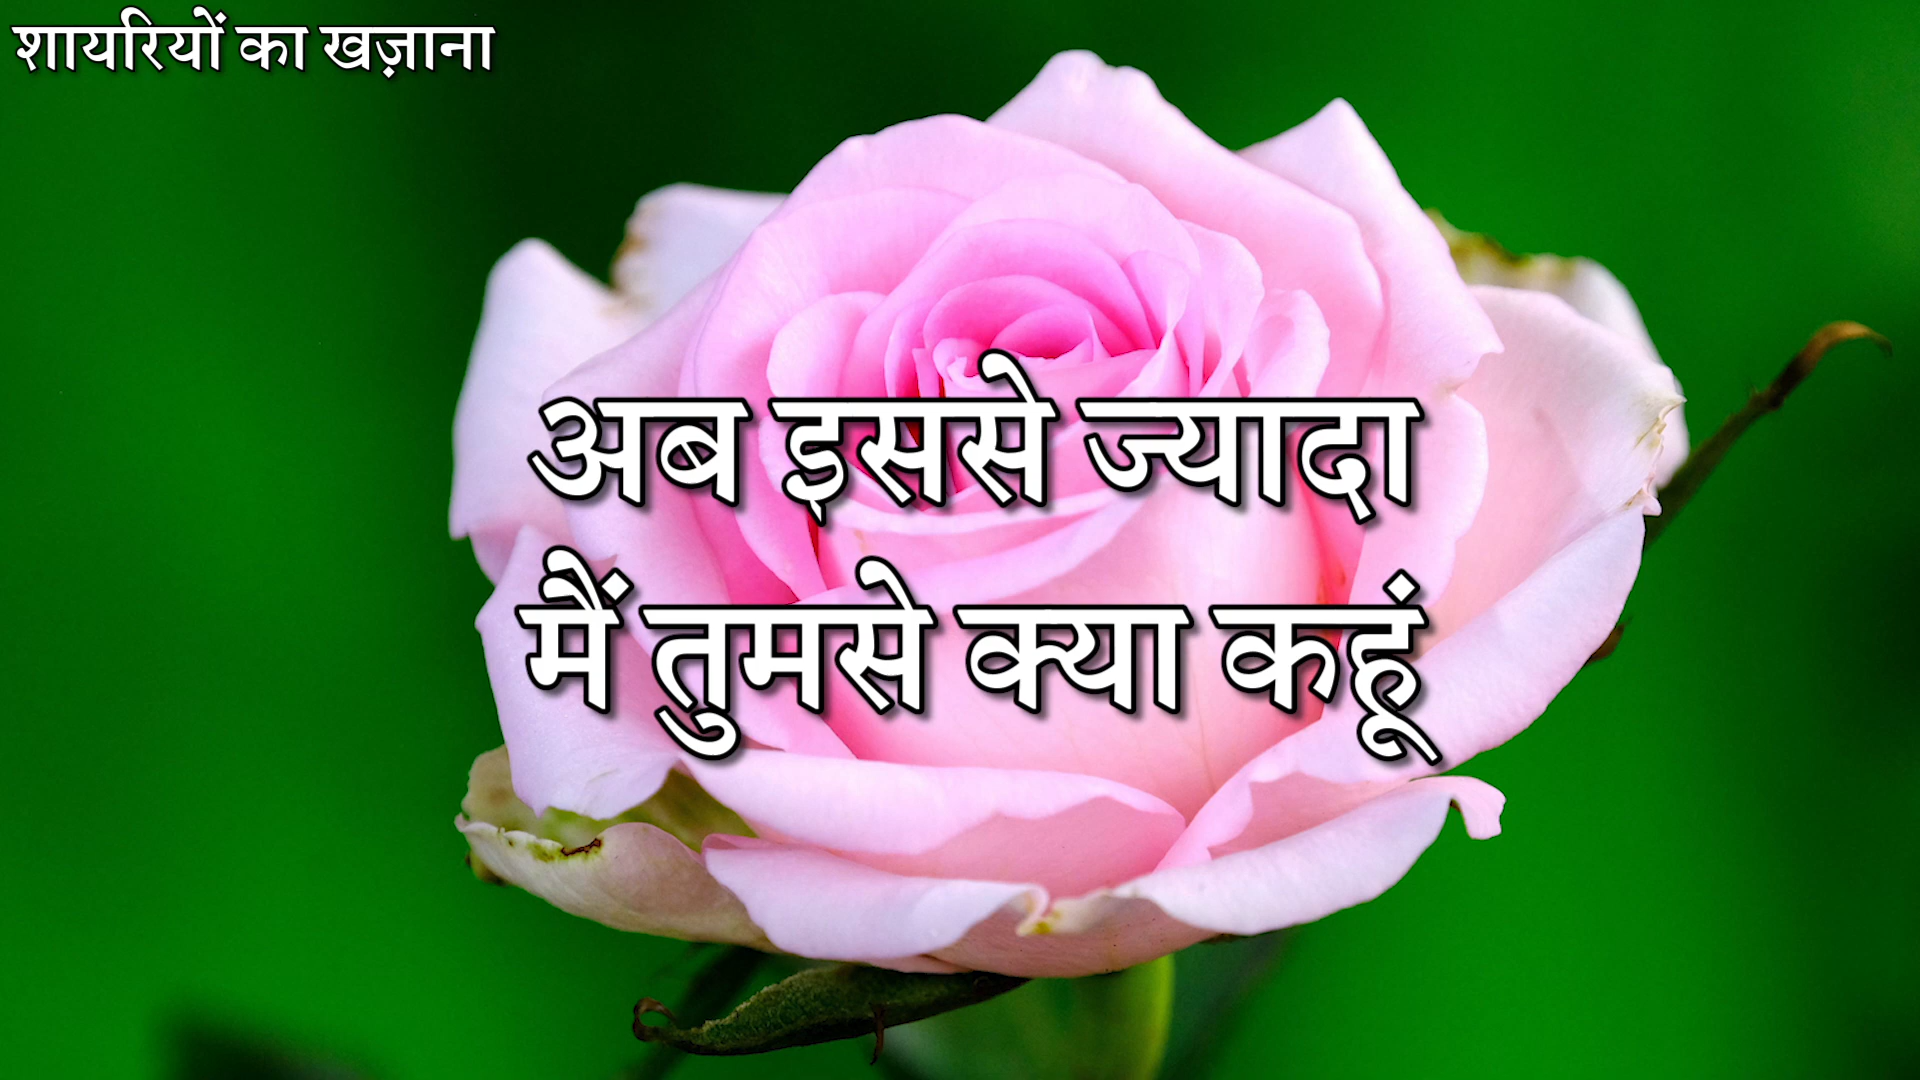 शायरियों का खज़ाना
अब इससे ज्यादा
मैं तुमसे क्या कहूं